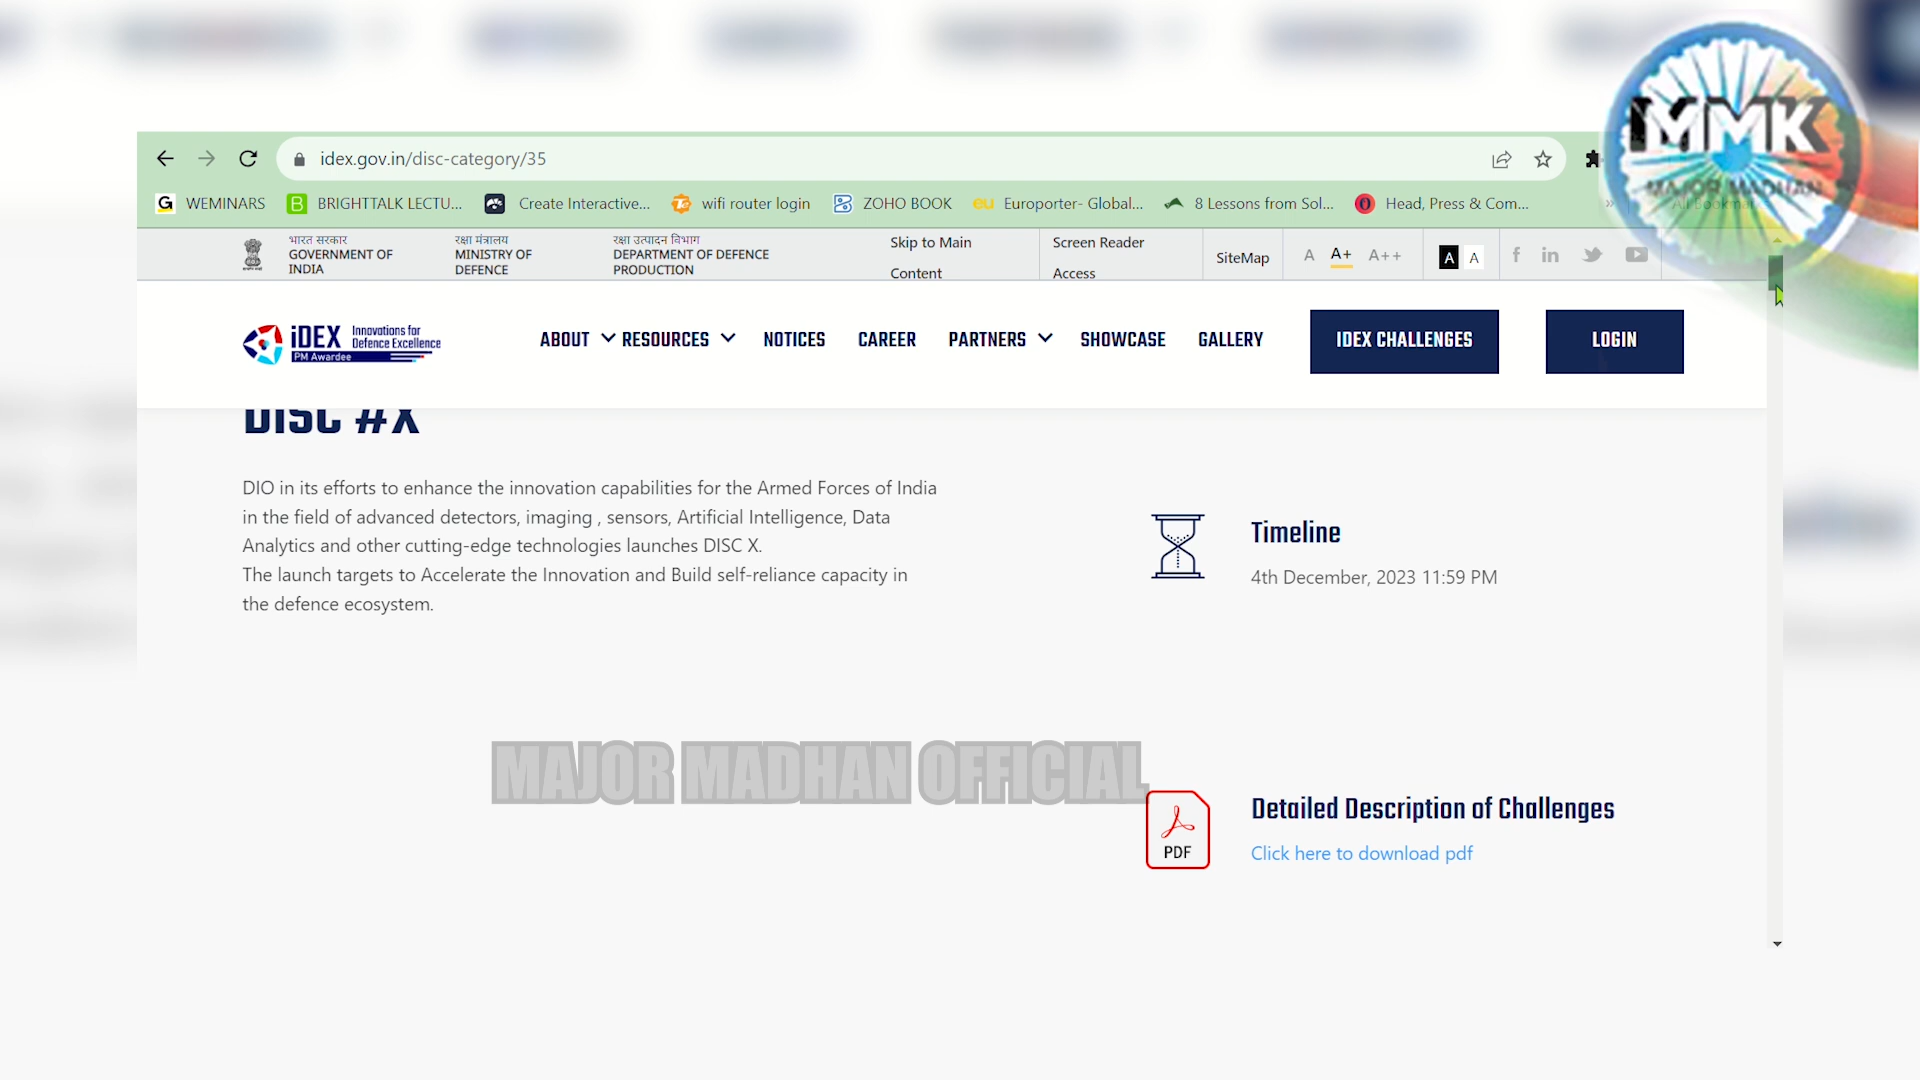 MMK
MAJOR MADHAN
idex.gov.in/disc-category/35
WEMINARS
BRIGHTTALK LECTU...
Create Interactive...
wifi router login
ZOHO BOOK
Europorter- Global...
8 Lessons from Sol...
Head, Press & Com...
»
भारत सरकार
GOVERNMENT OF
INDIA
रक्षा मंत्रालय
MINISTRY OF
DEFENCE
रक्षा उत्पादन विभाग
DEPARTMENT OF DEFENCE
PRODUCTION
Skip to Main
Content
Screen Reader
Access
SiteMap
A A+ A++
A A
iDEX Innovations for
Defence Excellence
PM Awardee
ABOUT RESOURCES NOTICES CAREER PARTNERS SHOWCASE GALLERY
IDEX CHALLENGES
LOGIN
DISC #X
DIO in its efforts to enhance the innovation capabilities for the Armed Forces of India
in the field of advanced detectors, imaging , sensors, Artificial Intelligence, Data
Analytics and other cutting-edge technologies launches DISC X.
The launch targets to Accelerate the Innovation and Build self-reliance capacity in
the defence ecosystem.
Timeline
4th December, 2023 11:59 PM
MAJOR MADHAN OFFICIAL
PDF
Detailed Description of Challenges
Click here to download pdf